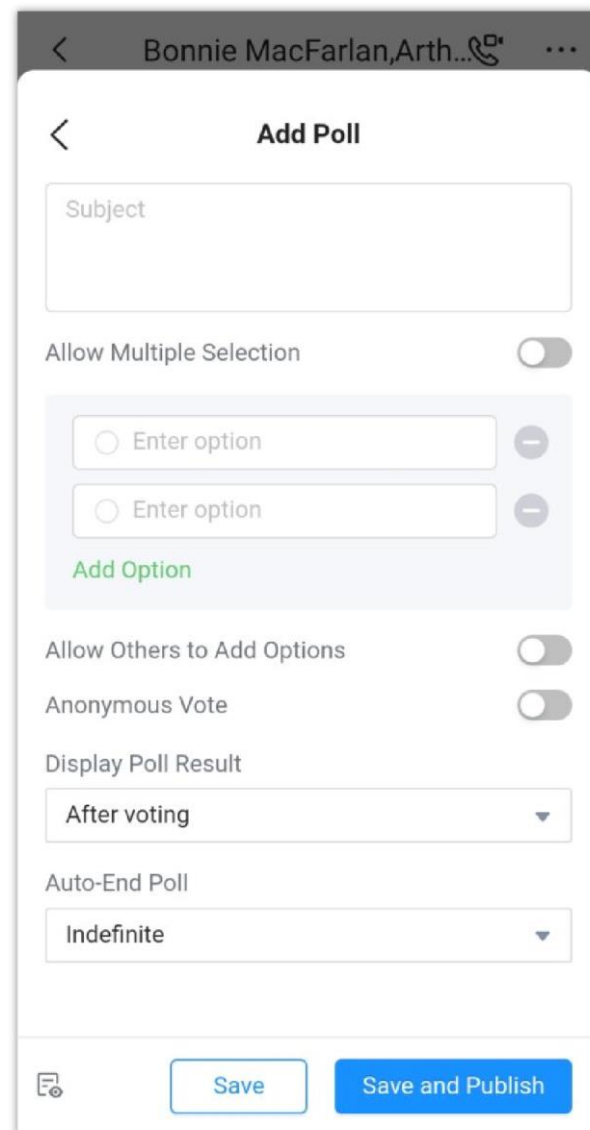 Bonnie MacFarlan,Arth...
Add Poll
Subject
Allow Multiple Selection
Enter option
Enter option
Add Option
Allow Others to Add Options
Anonymous Vote
Display Poll Result
After voting
Auto-End Poll
Indefinite
Save
Save and Publish